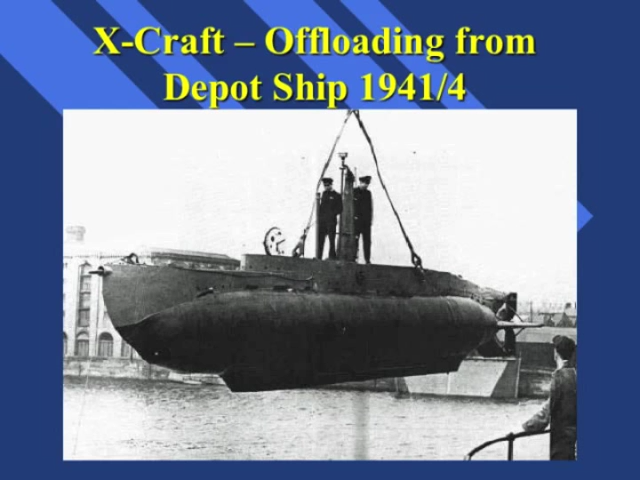 X-Craft – Offloading from
Depot Ship 1941/4